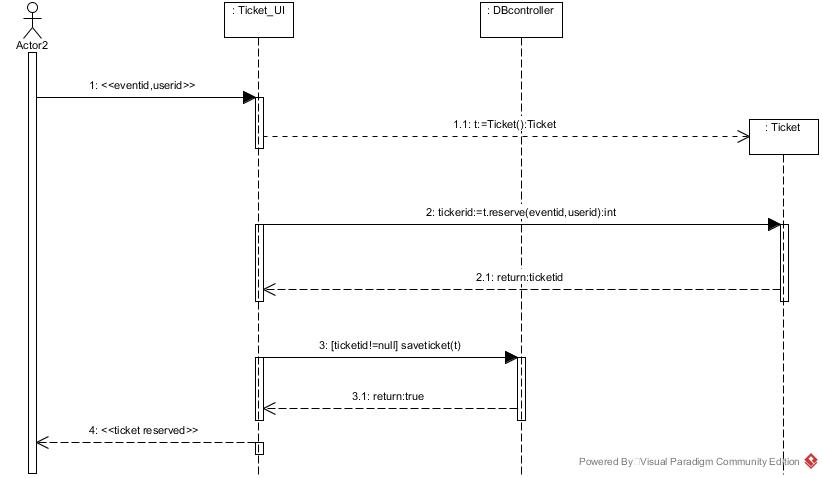 : Ticket_UI
: DBcontroller
Actor2
1: <<eventid,userid>>
1.1: t:=Ticket():Ticket
: Ticket
2: tickerid:=t.reserve(eventid,userid):int
2.1: return:ticketid
3: [ticketid!=null] saveticket(t)
3.1: return:true
4: <<ticket reserved>>
Powered By Visual Paradigm Community Edition